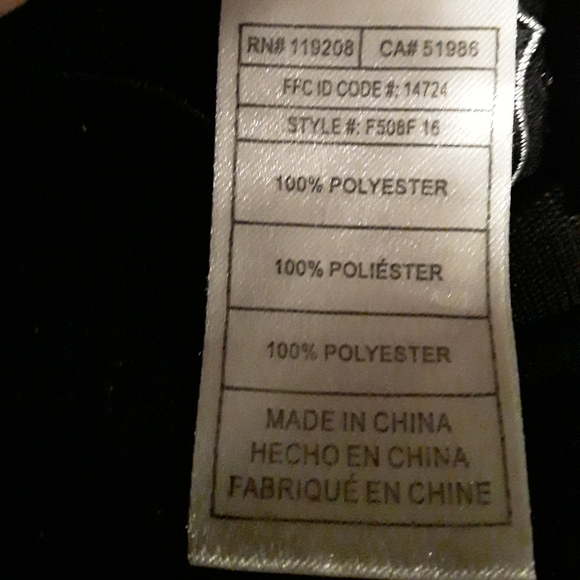 RN# 119208 CA# 51986
FFC ID CODE #: 14724
STYLE #: F508F 16
100% POLYESTER
100% POLIÉSTER
100% POLYESTER
MADE IN CHINA
HECHO EN CHINA
FABRIQUÉ EN CHINE